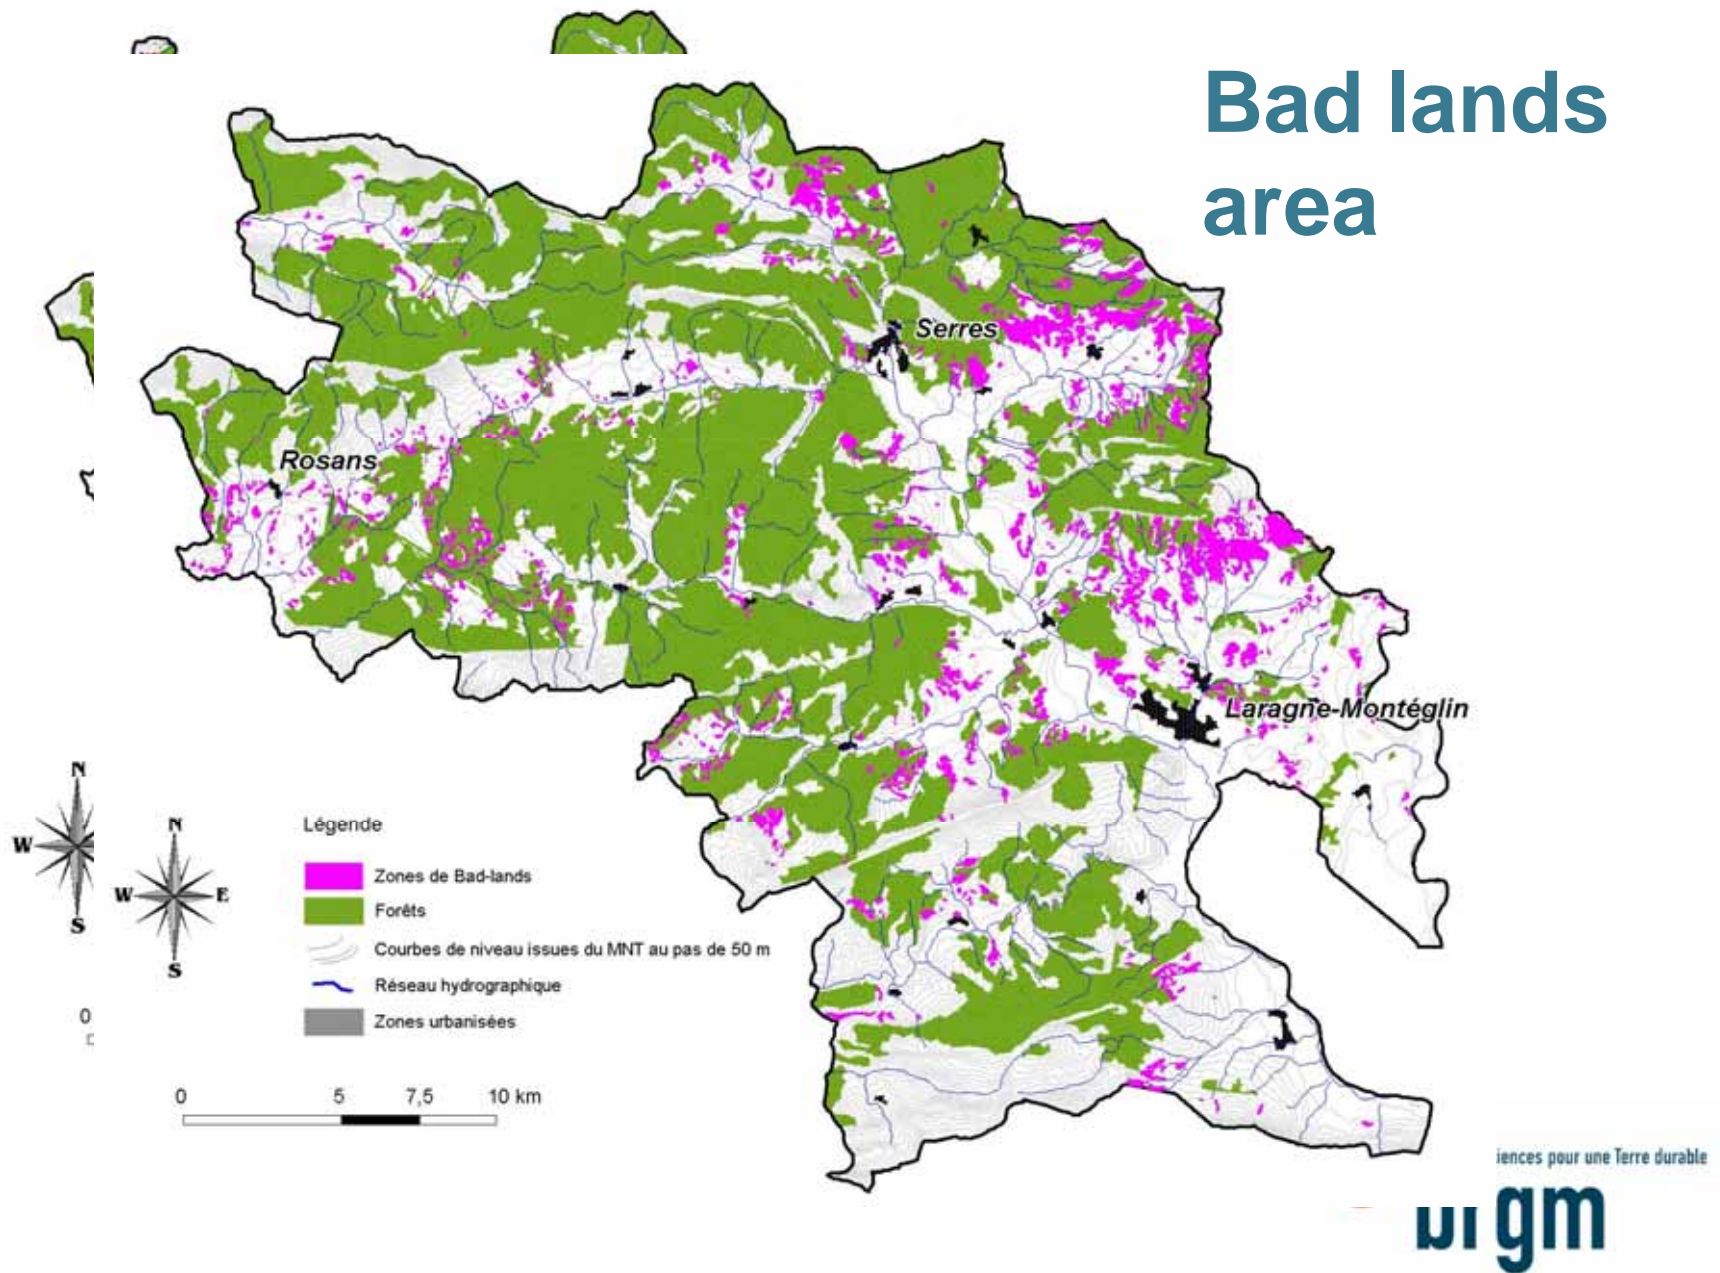 Bad lands
area
Serres
Rosans
Laragne-Montéglin
N
W
S
N
W E
S
Légende
Zones de Bad-lands
Forêts
Courbes de niveau issues du MNT au pas de 50 m
Réseau hydrographique
Zones urbanisées
0
0 5 7,5 10 km
iences pour une Terre durable
brgm